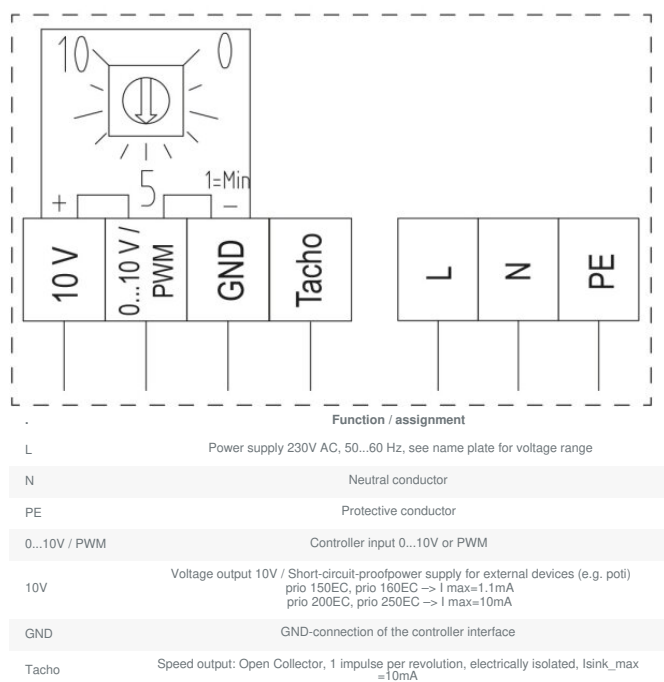 10 0
5 1=Min
+ −
10 V
0...10 V /
PWM
GND
Tacho
L
N
PE
. Function / assignment
L Power supply 230V AC, 50...60 Hz, see name plate for voltage range
N Neutral conductor
PE Protective conductor
0...10V / PWM Controller input 0...10V or PWM
10V Voltage output 10V / Short-circuit-proofpower supply for external devices (e.g. poti)
prio 150EC, prio 160EC –> I max=1.1mA
prio 200EC, prio 250EC –> I max=10mA
GND GND-connection of the controller interface
Tacho Speed output: Open Collector, 1 impulse per revolution, electrically isolated, Isink_max
=10mA